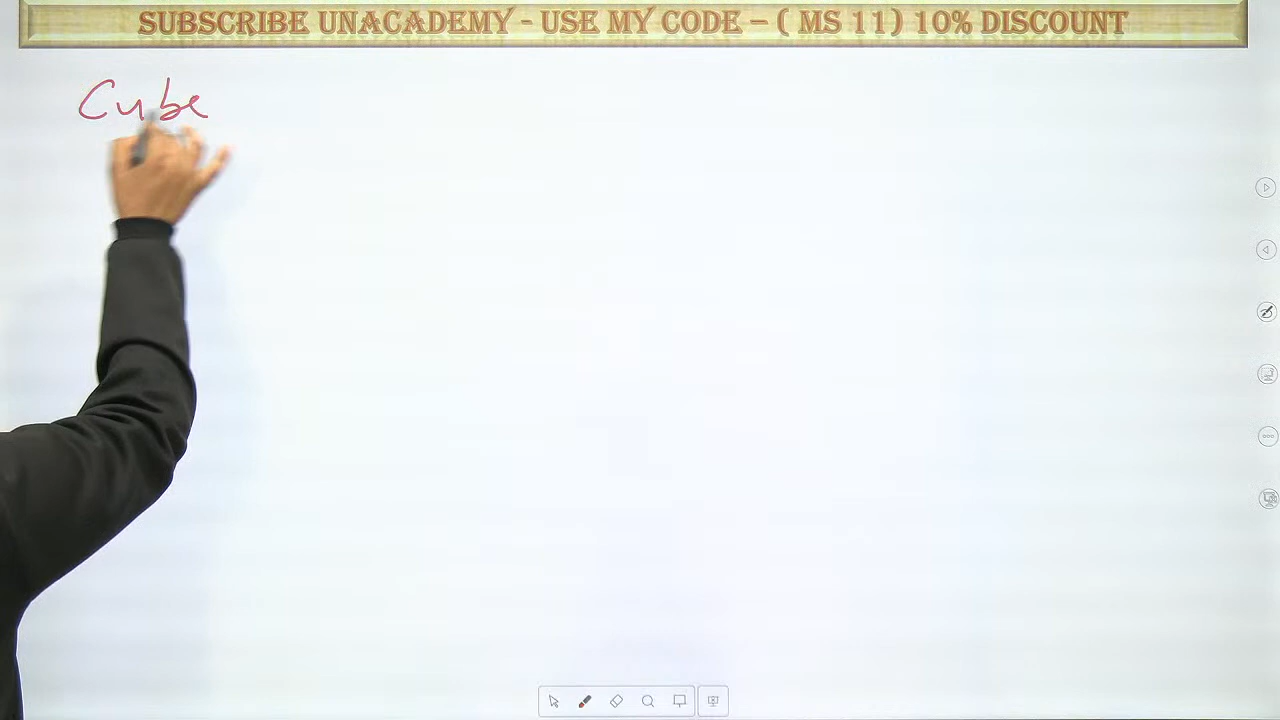 SUBSCRIBE UNACADEMY - USE MY CODE – ( MS 11) 10% DISCOUNT
Cube